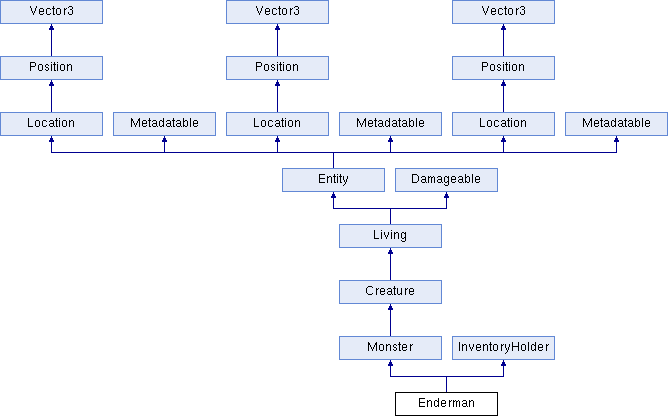 Vector3 Vector3 Vector3
Position Position Position
Location Metadatable Location Metadatable Location Metadatable
Entity Damageable
Living
Creature
Monster InventoryHolder
Enderman